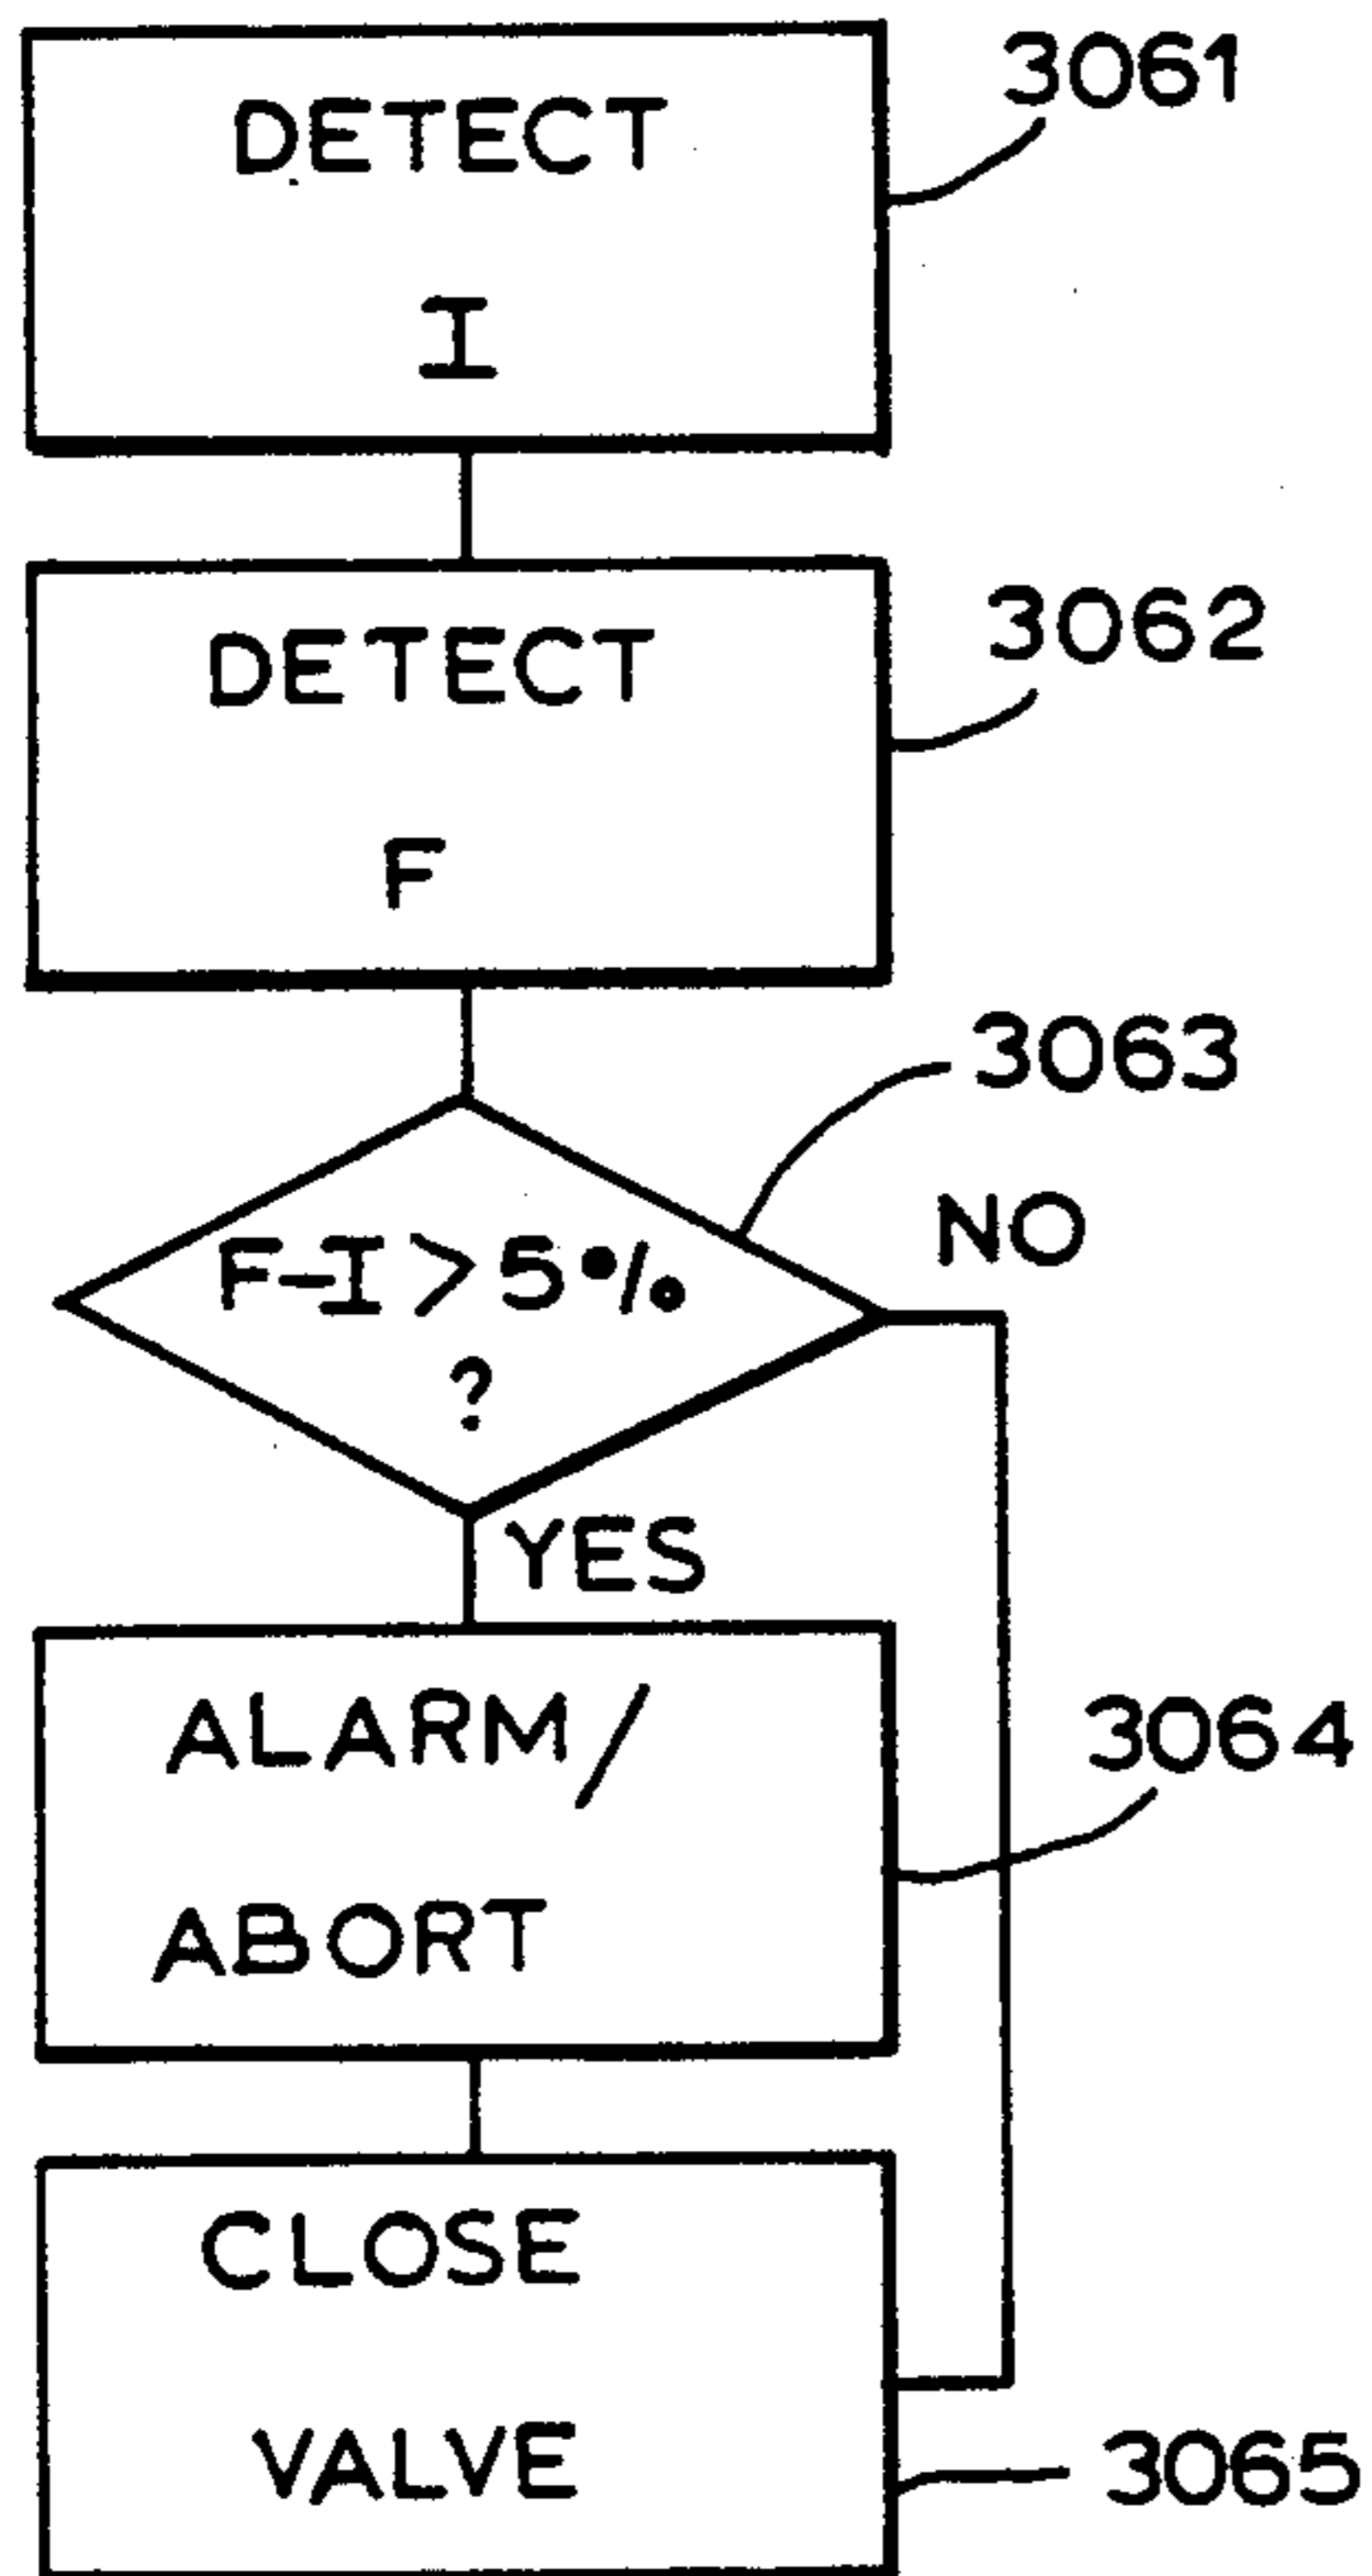 3061
DETECT
I
3062
DETECT
F
3063
NO
F-I>5%
?
YES
ALARM/
3064
ABORT
CLOSE
VALVE
3065